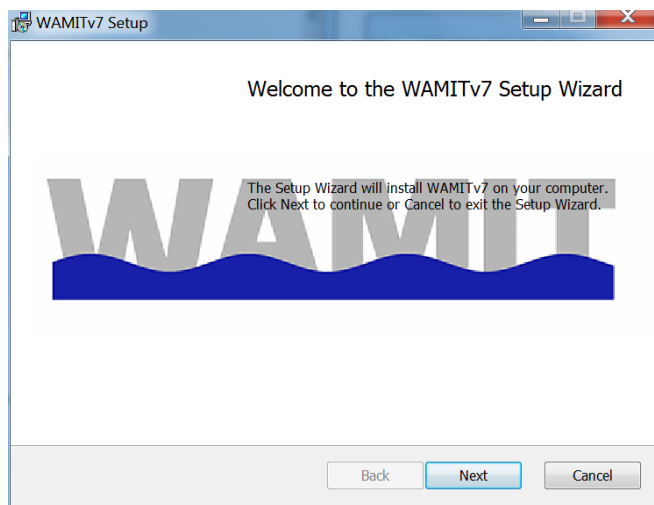 WAMITv7 Setup
Welcome to the WAMITv7 Setup Wizard
WAMIT
The Setup Wizard will install WAMITv7 on your computer.
Click Next to continue or Cancel to exit the Setup Wizard.
Back
Next
Cancel